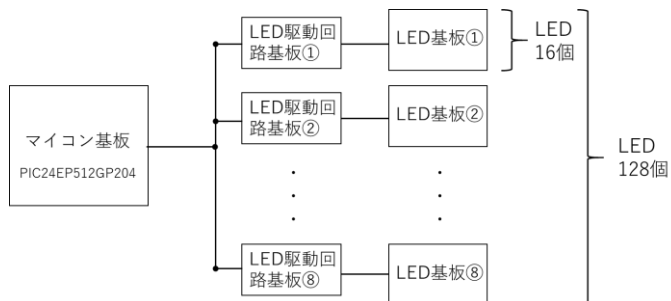 LED駆動回
路基板①
LED基板①
LED
16個
LED駆動回
路基板②
LED基板②
マイコン基板
PIC24EP512GP204
LED
128個
LED駆動回
路基板⑧
LED基板⑧